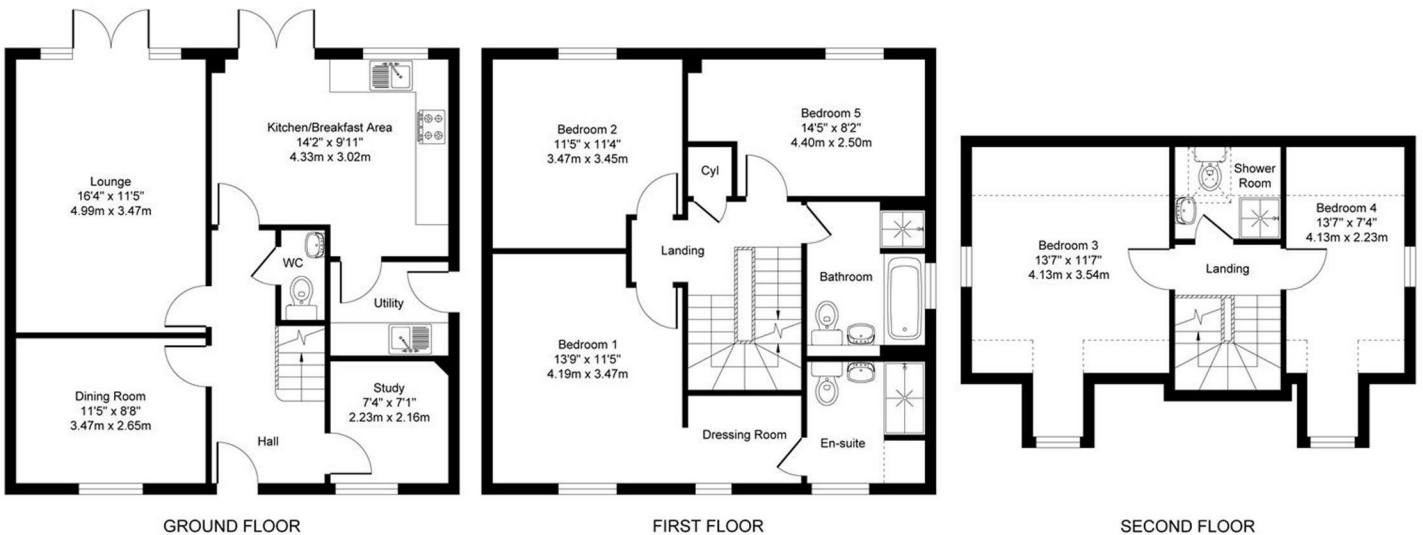 Lounge
16'4" x 11'5"
4.99m x 3.47m
Kitchen/Breakfast Area
14'2" x 9'11"
4.33m x 3.02m
WC
Utility
Dining Room
11'5" x 8'8"
3.47m x 2.65m
Hall
Study
7'4" x 7'1"
2.23m x 2.16m
GROUND FLOOR
Bedroom 2
11'5" x 11'4"
3.47m x 3.45m
Bedroom 5
14'5" x 8'2"
4.40m x 2.50m
Cyl
Landing
Bathroom
Bedroom 1
13'9" x 11'5"
4.19m x 3.47m
Dressing Room
En-suite
FIRST FLOOR
Shower
Room
Bedroom 3
13'7" x 11'7"
4.13m x 3.54m
Bedroom 4
13'7" x 7'4"
4.13m x 2.23m
Landing
SECOND FLOOR